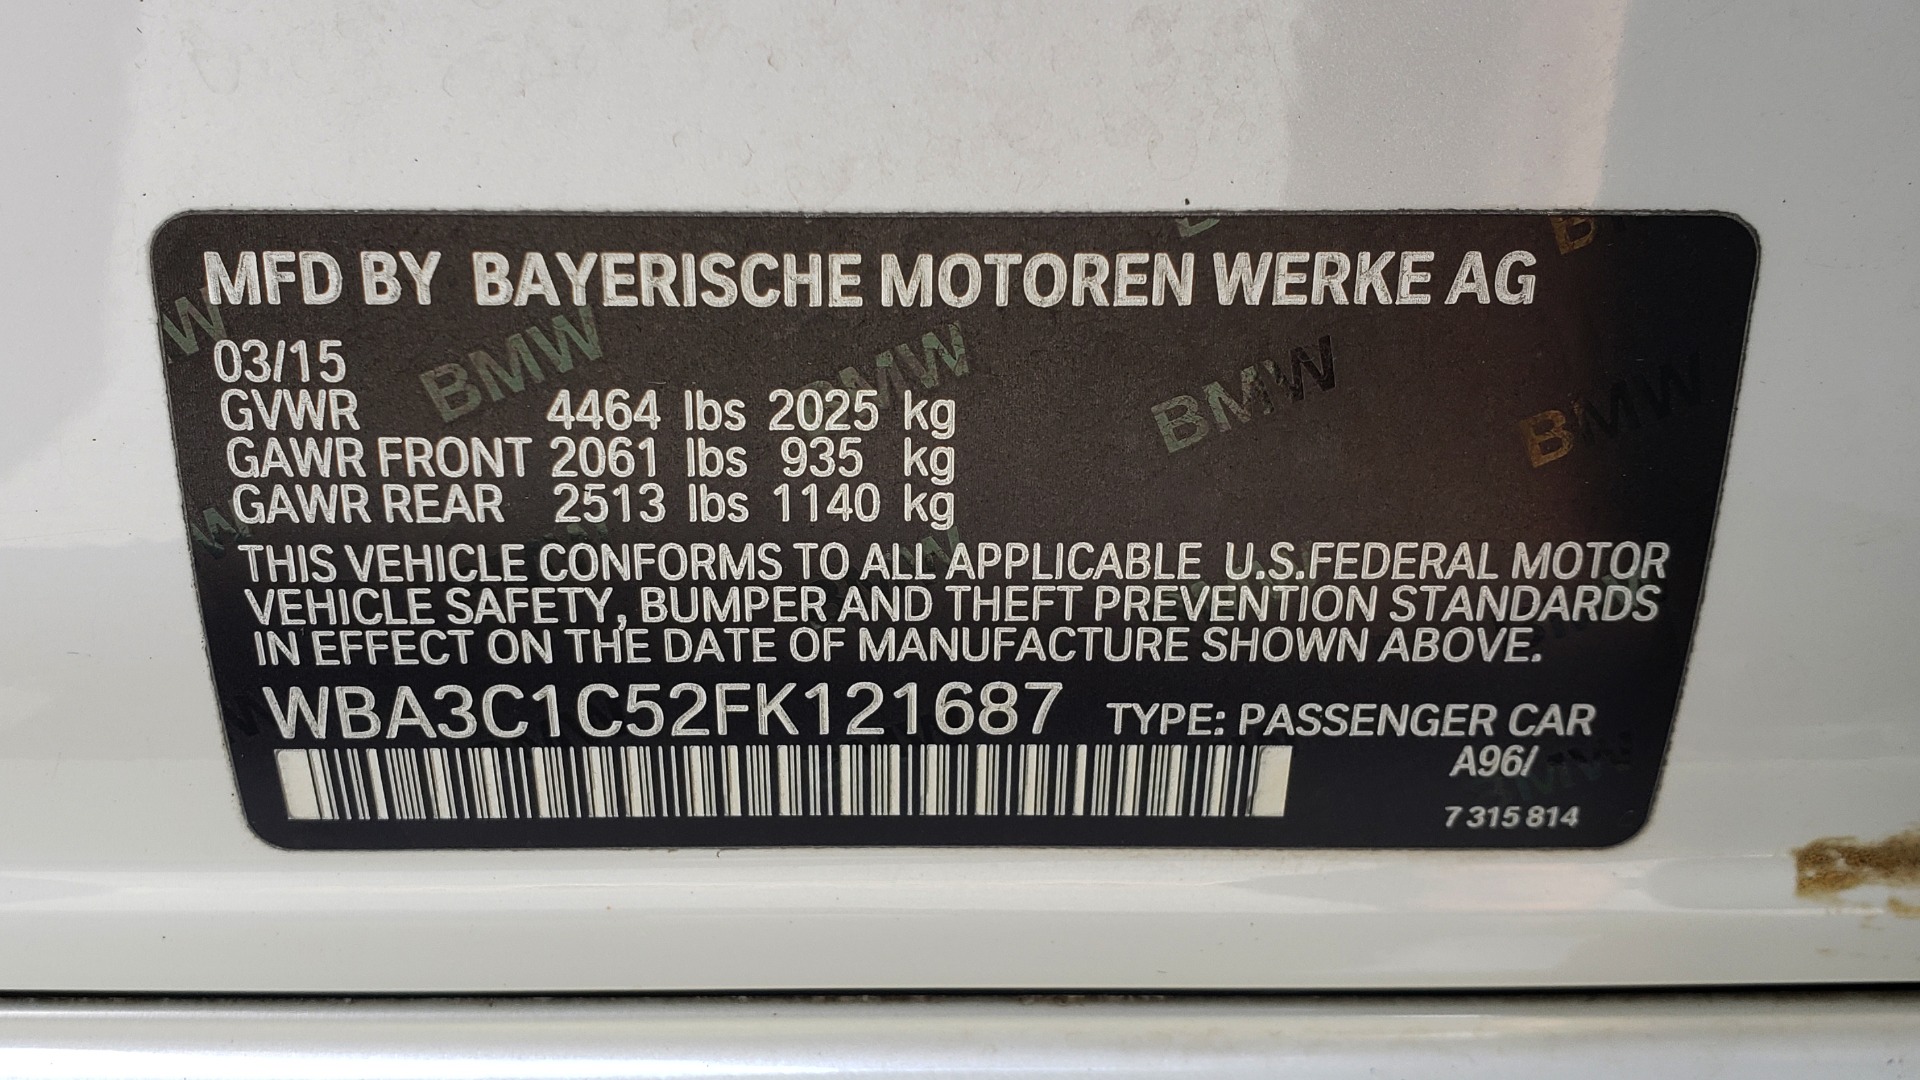 MFD BY BAYERISCHE MOTOREN WERKE AG
03/15
GVWR 4464 lbs 2025 kg
GAWR FRONT 2061 lbs 935 kg
GAWR REAR 2513 lbs 1140 kg
THIS VEHICLE CONFORMS TO ALL APPLICABLE U.S.FEDERAL MOTOR
VEHICLE SAFETY, BUMPER AND THEFT PREVENTION STANDARDS
IN EFFECT ON THE DATE OF MANUFACTURE SHOWN ABOVE.
WBA3C1C52FK121687 TYPE: PASSENGER CAR
A96/
7 315 814
BMW BMW BMW BMW